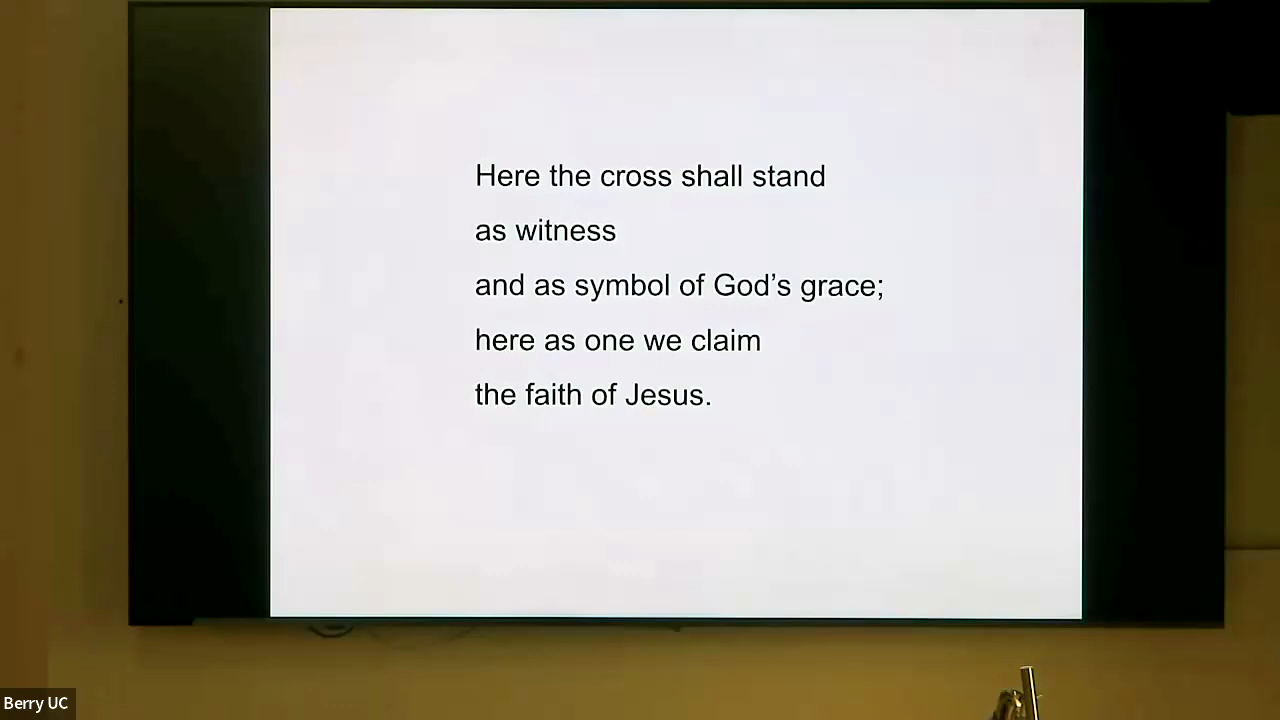 Here the cross shall stand
as witness
and as symbol of God’s grace;
here as one we claim
the faith of Jesus.
Berry UC